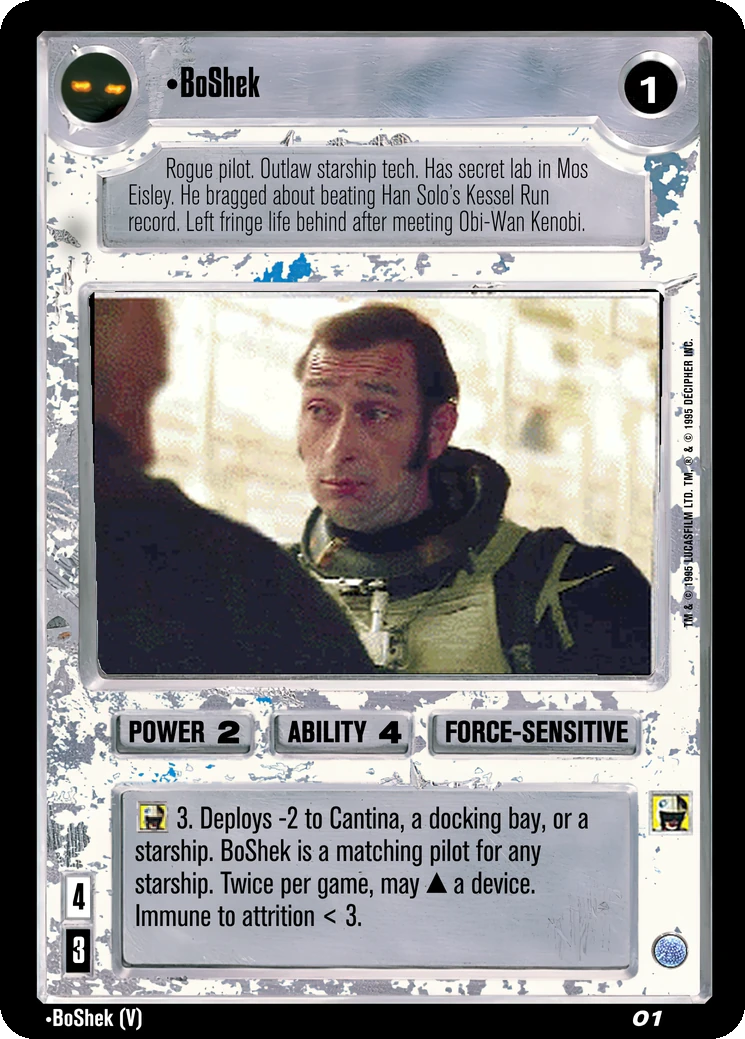 •BoShek
1
Rogue pilot. Outlaw starship tech. Has secret lab in Mos
Eisley. He bragged about beating Han Solo's Kessel Run
record. Left fringe life behind after meeting Obi-Wan Kenobi.
TM & © 1995 LUCASFILM LTD. TM, ® & © 1995 DECIPHER INC.
POWER 2 ABILITY 4 FORCE-SENSITIVE
3. Deploys -2 to Cantina, a docking bay, or a
starship. BoShek is a matching pilot for any
starship. Twice per game, may ▲ a device.
Immune to attrition < 3.
4
3
•BoShek (V) 01